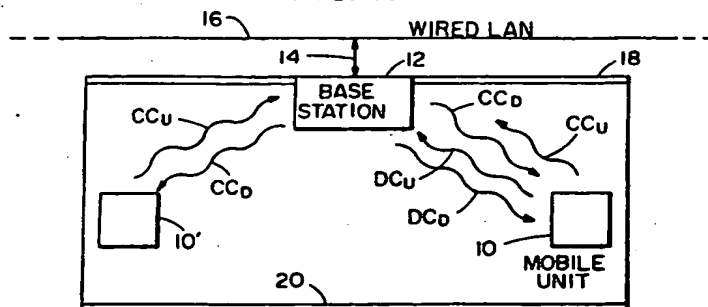 16
WIRED LAN
14
12
18
BASE
STATION
CCU
CCD
CCD
CCU
DCU
DCD
10'
10
MOBILE
UNIT
20